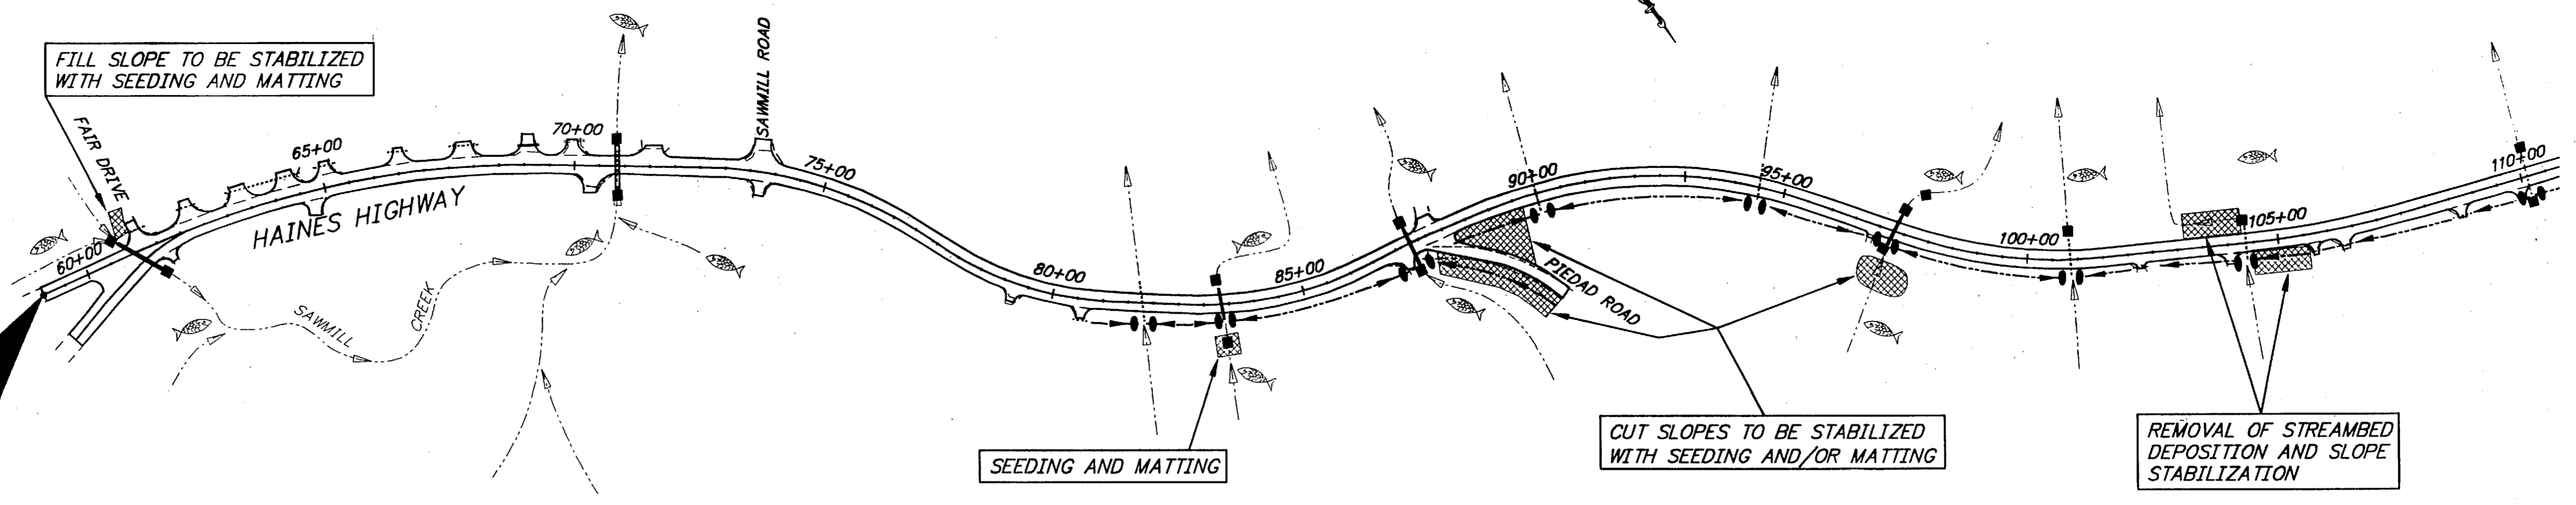 FILL SLOPE TO BE STABILIZED
WITH SEEDING AND MATTING
FAIR DRIVE
60+00
65+00
HAINES HIGHWAY
70+00
SAWMILL ROAD
75+00
SAWMILL
CREEK
80+00
85+00
SEEDING AND MATTING
90+00
PIEDAD ROAD
95+00
CUT SLOPES TO BE STABILIZED
WITH SEEDING AND/OR MATTING
100+00
105+00
110+00
REMOVAL OF STREAMBED
DEPOSITION AND SLOPE
STABILIZATION